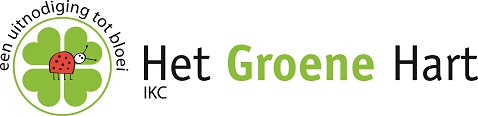 een uitnodiging tot bloei
Het Groene Hart
IKC